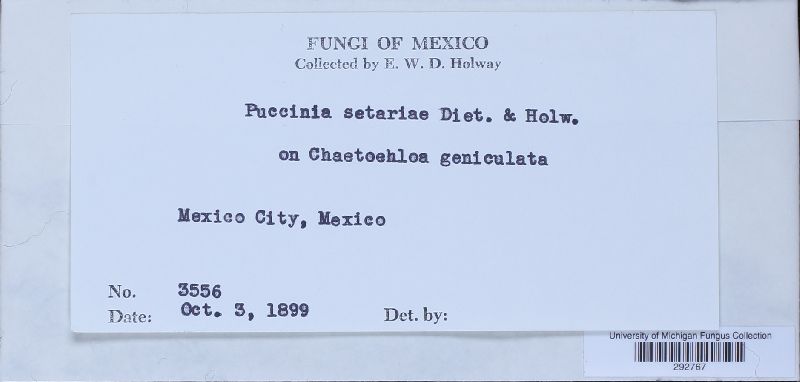 FUNGI OF MEXICO
Collected by E. W. D. Holway
Puccinia setariae Diet. & Holw.
on Chaetochloa geniculata
Mexico City, Mexico
No. 3556
Date: Oct. 3, 1899 Det. by:
University of Michigan Fungus Collection
292767